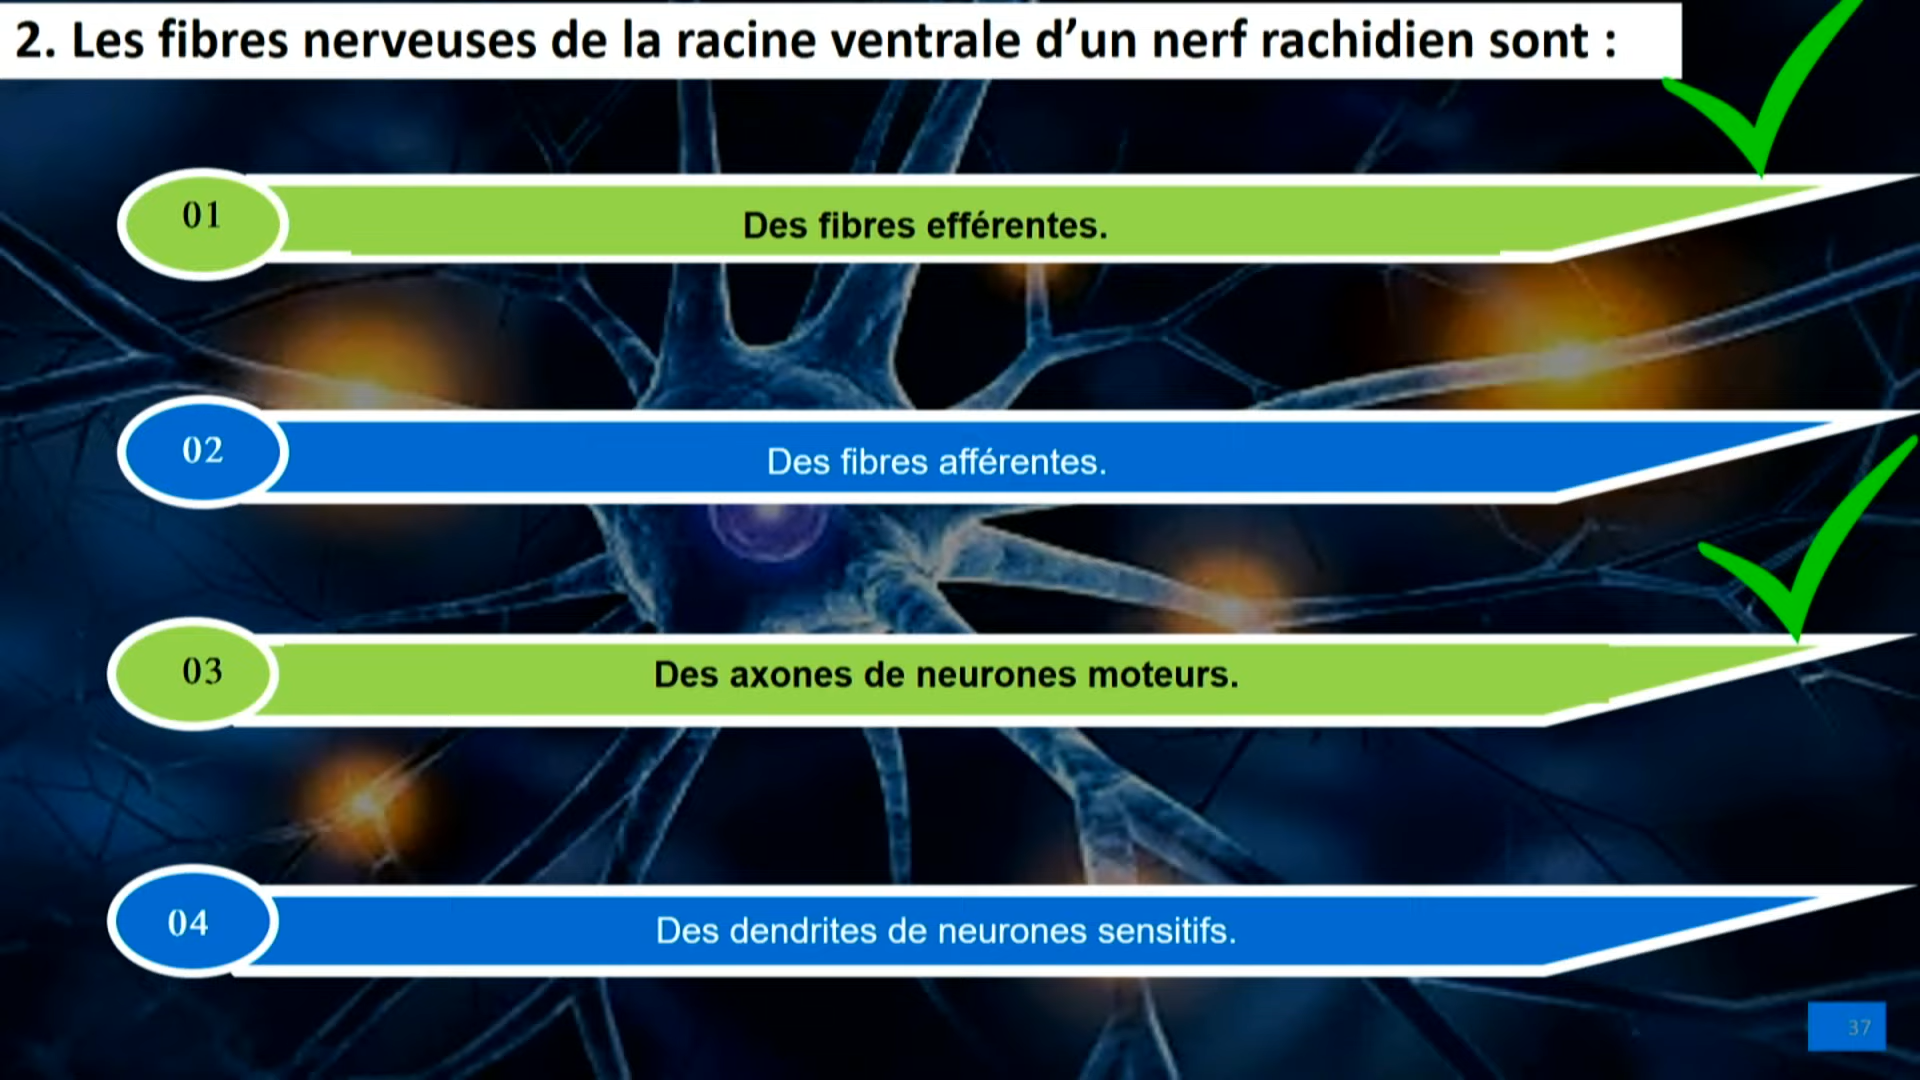 2. Les fibres nerveuses de la racine ventrale d’un nerf rachidien sont :
01
Des fibres efférentes.
02
Des fibres afférentes.
03
Des axones de neurones moteurs.
04
Des dendrites de neurones sensitifs.
37